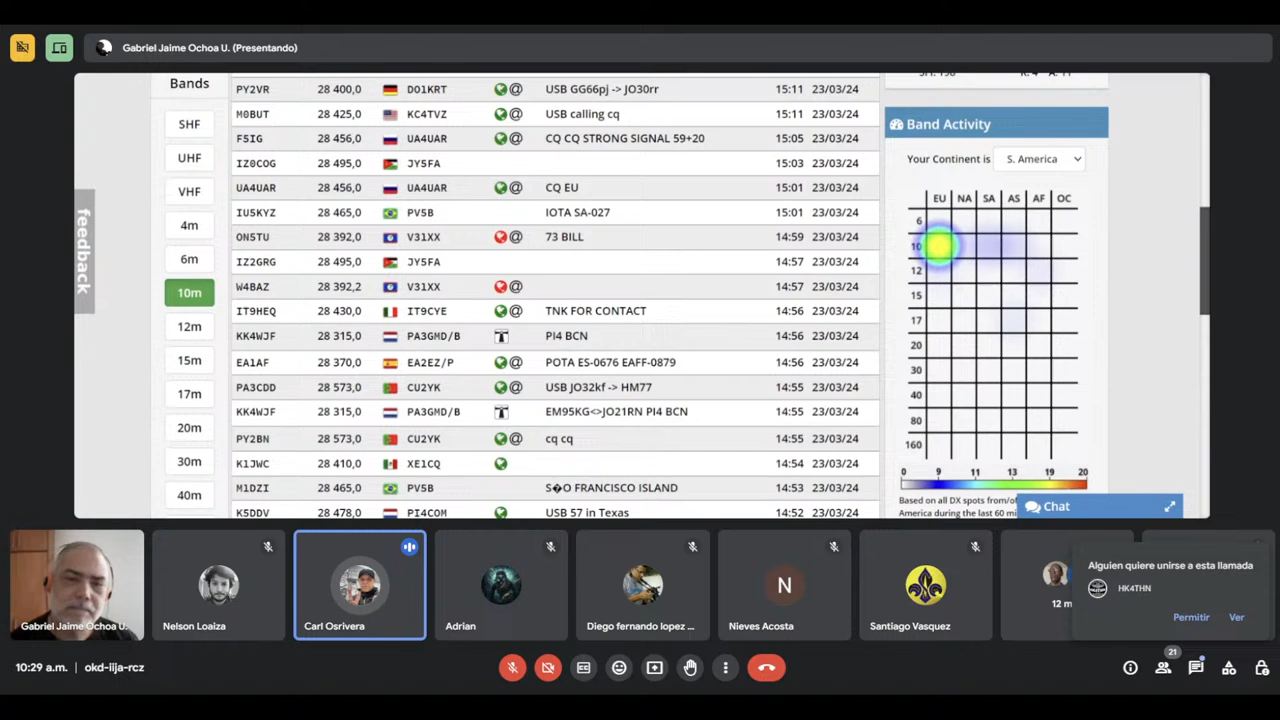 Gabriel Jaime Ochoa U. (Presentando)
Bands
SHF
UHF
VHF
4m
6m
10m
12m
15m
17m
20m
30m
40m
feedback
PY2VR 28 400,0 DO1KRT @ USB GG66pj -> JO30rr 15:11 23/03/24
M0BUT 28 425,0 KC4TVZ @ USB calling cq 15:11 23/03/24
F5IG 28 456,0 UA4UAR @ CQ CQ STRONG SIGNAL 59+20 15:05 23/03/24
IZ0COG 28 495,0 JY5FA 15:03 23/03/24
UA4UAR 28 456,0 UA4UAR @ CQ EU 15:01 23/03/24
IU5KYZ 28 465,0 PV5B IOTA SA-027 15:01 23/03/24
ON5TU 28 392,0 V31XX @ 73 BILL 14:59 23/03/24
IZ2GRG 28 495,0 JY5FA 14:57 23/03/24
W4BAZ 28 392,2 V31XX @ 14:57 23/03/24
IT9HEQ 28 430,0 IT9CYE @ TNK FOR CONTACT 14:56 23/03/24
KK4WJF 28 315,0 PA3GMD/B PI4 BCN 14:56 23/03/24
EA1AF 28 370,0 EA2EZ/P @ POTA ES-0676 EAFF-0879 14:56 23/03/24
PA3CDD 28 573,0 CU2YK @ USB JO32kf -> HM77 14:55 23/03/24
KK4WJF 28 315,0 PA3GMD/B EM95KG<>JO21RN PI4 BCN 14:55 23/03/24
PY2BN 28 573,0 CU2YK @ cq cq 14:55 23/03/24
K1JWC 28 410,0 XE1CQ 14:54 23/03/24
M1DZI 28 465,0 PV5B S�O FRANCISCO ISLAND 14:53 23/03/24
K5DDV 28 478,0 PI4COM USB 57 in Texas 14:52 23/03/24
Band Activity
Your Continent is S. America
EU NA SA AS AF OC
6
10
12
15
17
20
30
40
80
160
0 9 11 13 19 20
Based on all DX spots from/of
America during the last 60 mi
Chat
Gabriel Jaime Ochoa U.
Nelson Loaiza
Carl Osrivera
Adrian
Diego fernando lopez ...
N
Nieves Acosta
Santiago Vasquez
12 m
Alguien quiere unirse a esta llamada
HK4THN
Permitir Ver
10:29 a.m. okd-iija-rcz
21